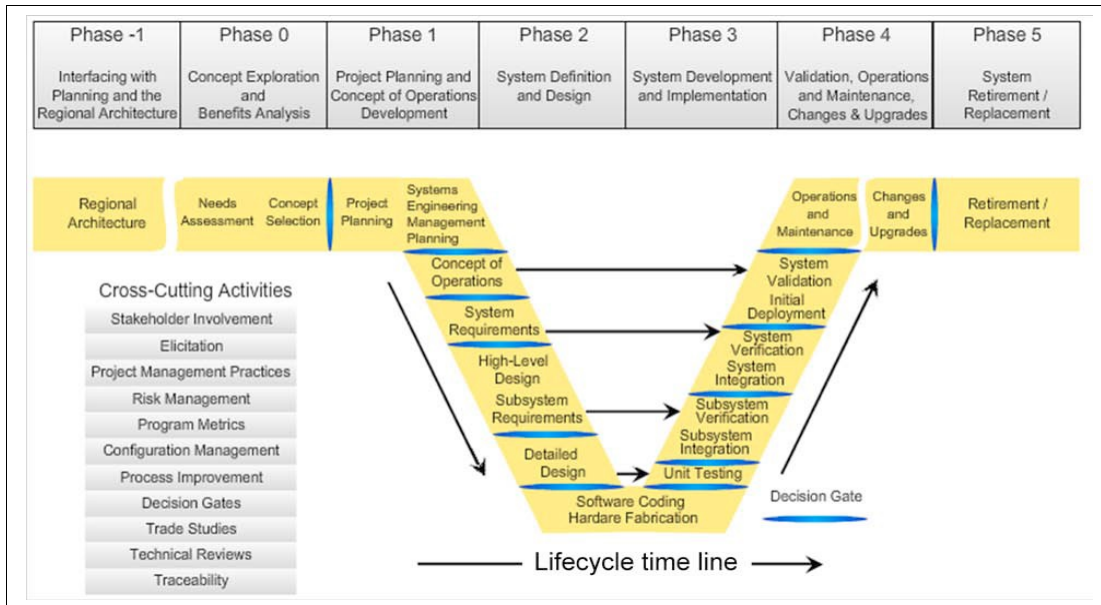 Phase -1
Interfacing with
Planning and the
Regional Architecture
Phase 0
Concept Exploration
and
Benefits Analysis
Phase 1
Project Planning and
Concept of Operations
Development
Phase 2
System Definition
and Design
Phase 3
System Development
and Implementation
Phase 4
Validation, Operations
and Maintenance,
Changes & Upgrades
Phase 5
System
Retirement /
Replacement
Regional
Architecture
Needs
Assessment
Concept
Selection
Project
Planning
Systems
Engineering
Management
Planning
Concept of
Operations
System
Requirements
High-Level
Design
Subsystem
Requirements
Detailed
Design
Software Coding
Hardare Fabrication
Unit Testing
Subsystem
Integration
Subsystem
Verification
System
Integration
System
Verification
Initial
Deployment
System
Validation
Operations
and
Maintenance
Changes
and
Upgrades
Retirement /
Replacement
Cross-Cutting Activities
Stakeholder Involvement
Elicitation
Project Management Practices
Risk Management
Program Metrics
Configuration Management
Process Improvement
Decision Gates
Trade Studies
Technical Reviews
Traceability
Decision Gate
Lifecycle time line